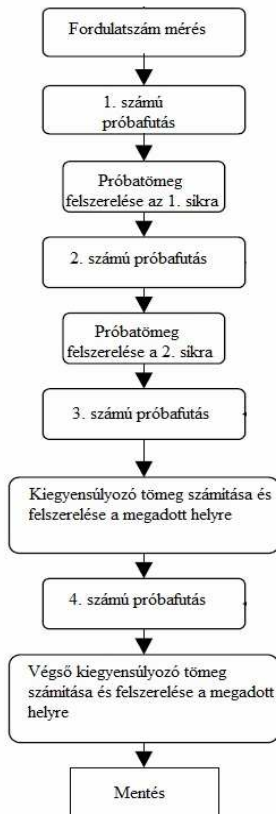 Fordulatszám mérés
1. számú
próbafutás
Próbatömeg
felszerelése az 1. síkra
2. számú próbafutás
Próbatömeg
felszerelése a 2. síkra
3. számú próbafutás
Kiegyensúlyozó tömeg számítása és
felszerelése a megadott helyre
4. számú próbafutás
Végső kiegyensúlyozó tömeg
számítása és felszerelése a megadott
helyre
Mentés